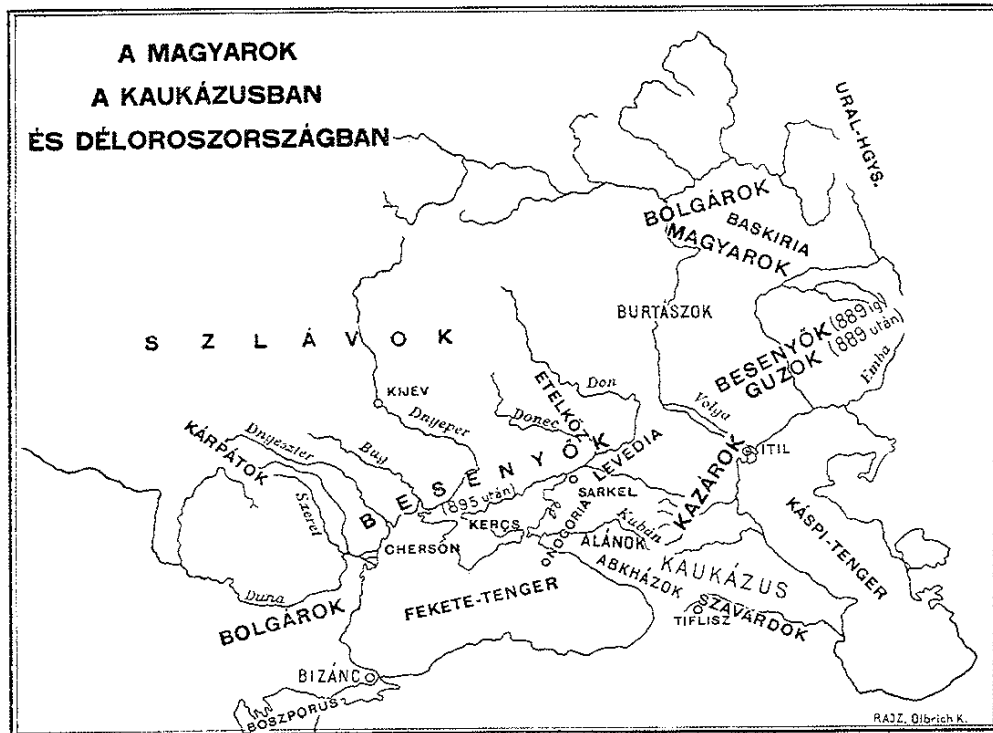 A MAGYAROK
A KAUKÁZUSBAN
ÉS DÉLOROSZORSZÁGBAN
URAL-HGYS.
BOLGÁROK
BASKIRIA
MAGYAROK
BURTÁSZOK
SZLÁVOK
BESENYŐK (889 ig)
GUZOK (889 után)
Emba
KIJEV
Dnyeper
ETELKÖZ
Don
Donec
Volga
KÁRPÁTOK
Dnyeszter
Bug
BESENYŐK
(895 után)
LEVEDIA
ITIL
KAZÁROK
SARKEL
Szeret
KERCS
ONOGORIA
Kubán
ALÁNOK
KÁSPI-TENGER
CHERSÓN
ABKHÁZOK
KAUKÁZUS
Duna
BOLGÁROK
FEKETE-TENGER
SZAVARDOK
TIFLISZ
BIZÁNC
BOSZPORUS
RAJZ. Olbrich K.